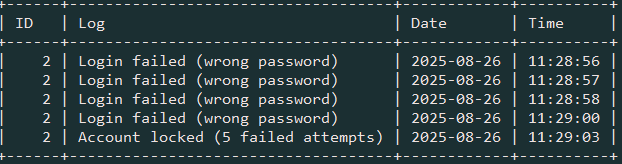 ID | Log | Date | Time
2 | Login failed (wrong password) | 2025-08-26 | 11:28:56
2 | Login failed (wrong password) | 2025-08-26 | 11:28:57
2 | Login failed (wrong password) | 2025-08-26 | 11:28:58
2 | Login failed (wrong password) | 2025-08-26 | 11:29:00
2 | Account locked (5 failed attempts) | 2025-08-26 | 11:29:03